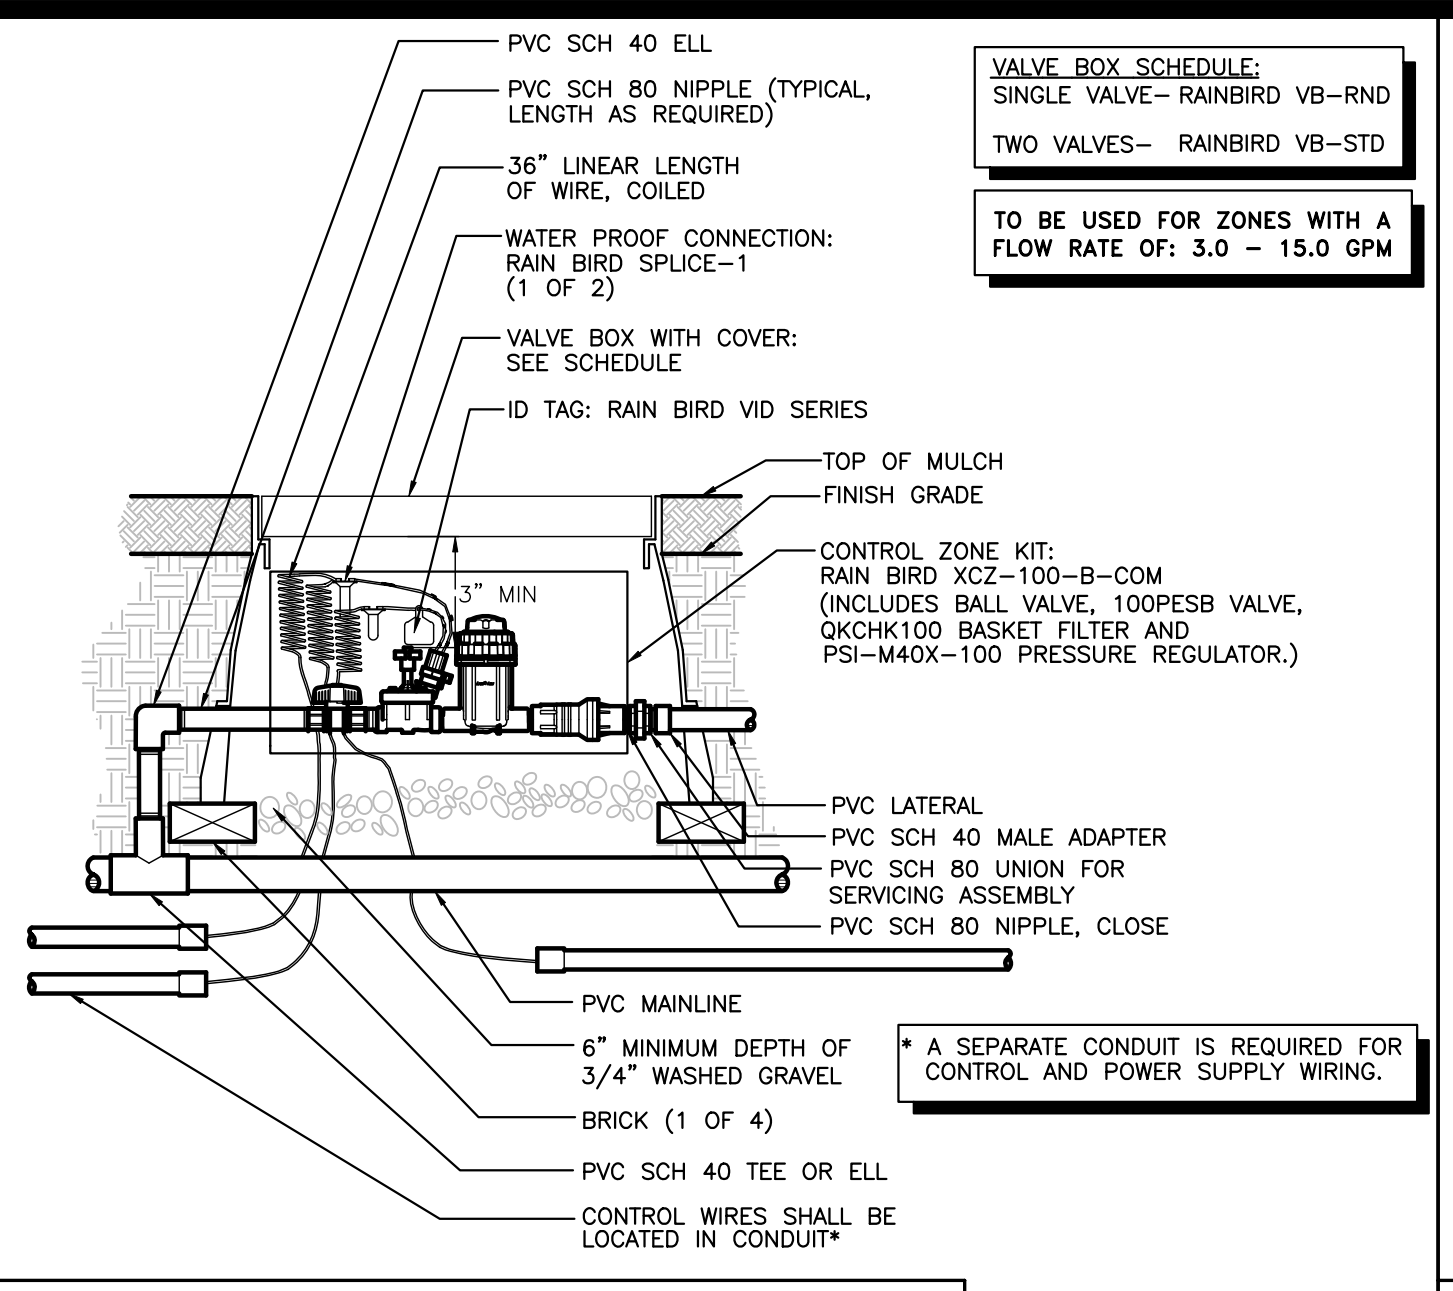 PVC SCH 40 ELL
PVC SCH 80 NIPPLE (TYPICAL,
LENGTH AS REQUIRED)
36" LINEAR LENGTH
OF WIRE, COILED
WATER PROOF CONNECTION:
RAIN BIRD SPLICE-1
(1 OF 2)
VALVE BOX WITH COVER:
SEE SCHEDULE
ID TAG: RAIN BIRD VID SERIES
VALVE BOX SCHEDULE:
SINGLE VALVE- RAINBIRD VB-RND
TWO VALVES- RAINBIRD VB-STD
TO BE USED FOR ZONES WITH A
FLOW RATE OF: 3.0 - 15.0 GPM
TOP OF MULCH
FINISH GRADE
CONTROL ZONE KIT:
RAIN BIRD XCZ-100-B-COM
(INCLUDES BALL VALVE, 100PESB VALVE,
QKCHK100 BASKET FILTER AND
PSI-M40X-100 PRESSURE REGULATOR.)
3" MIN
PVC LATERAL
PVC SCH 40 MALE ADAPTER
PVC SCH 80 UNION FOR
SERVICING ASSEMBLY
PVC SCH 80 NIPPLE, CLOSE
PVC MAINLINE
6" MINIMUM DEPTH OF
3/4" WASHED GRAVEL
BRICK (1 OF 4)
PVC SCH 40 TEE OR ELL
CONTROL WIRES SHALL BE
LOCATED IN CONDUIT*
* A SEPARATE CONDUIT IS REQUIRED FOR
CONTROL AND POWER SUPPLY WIRING.